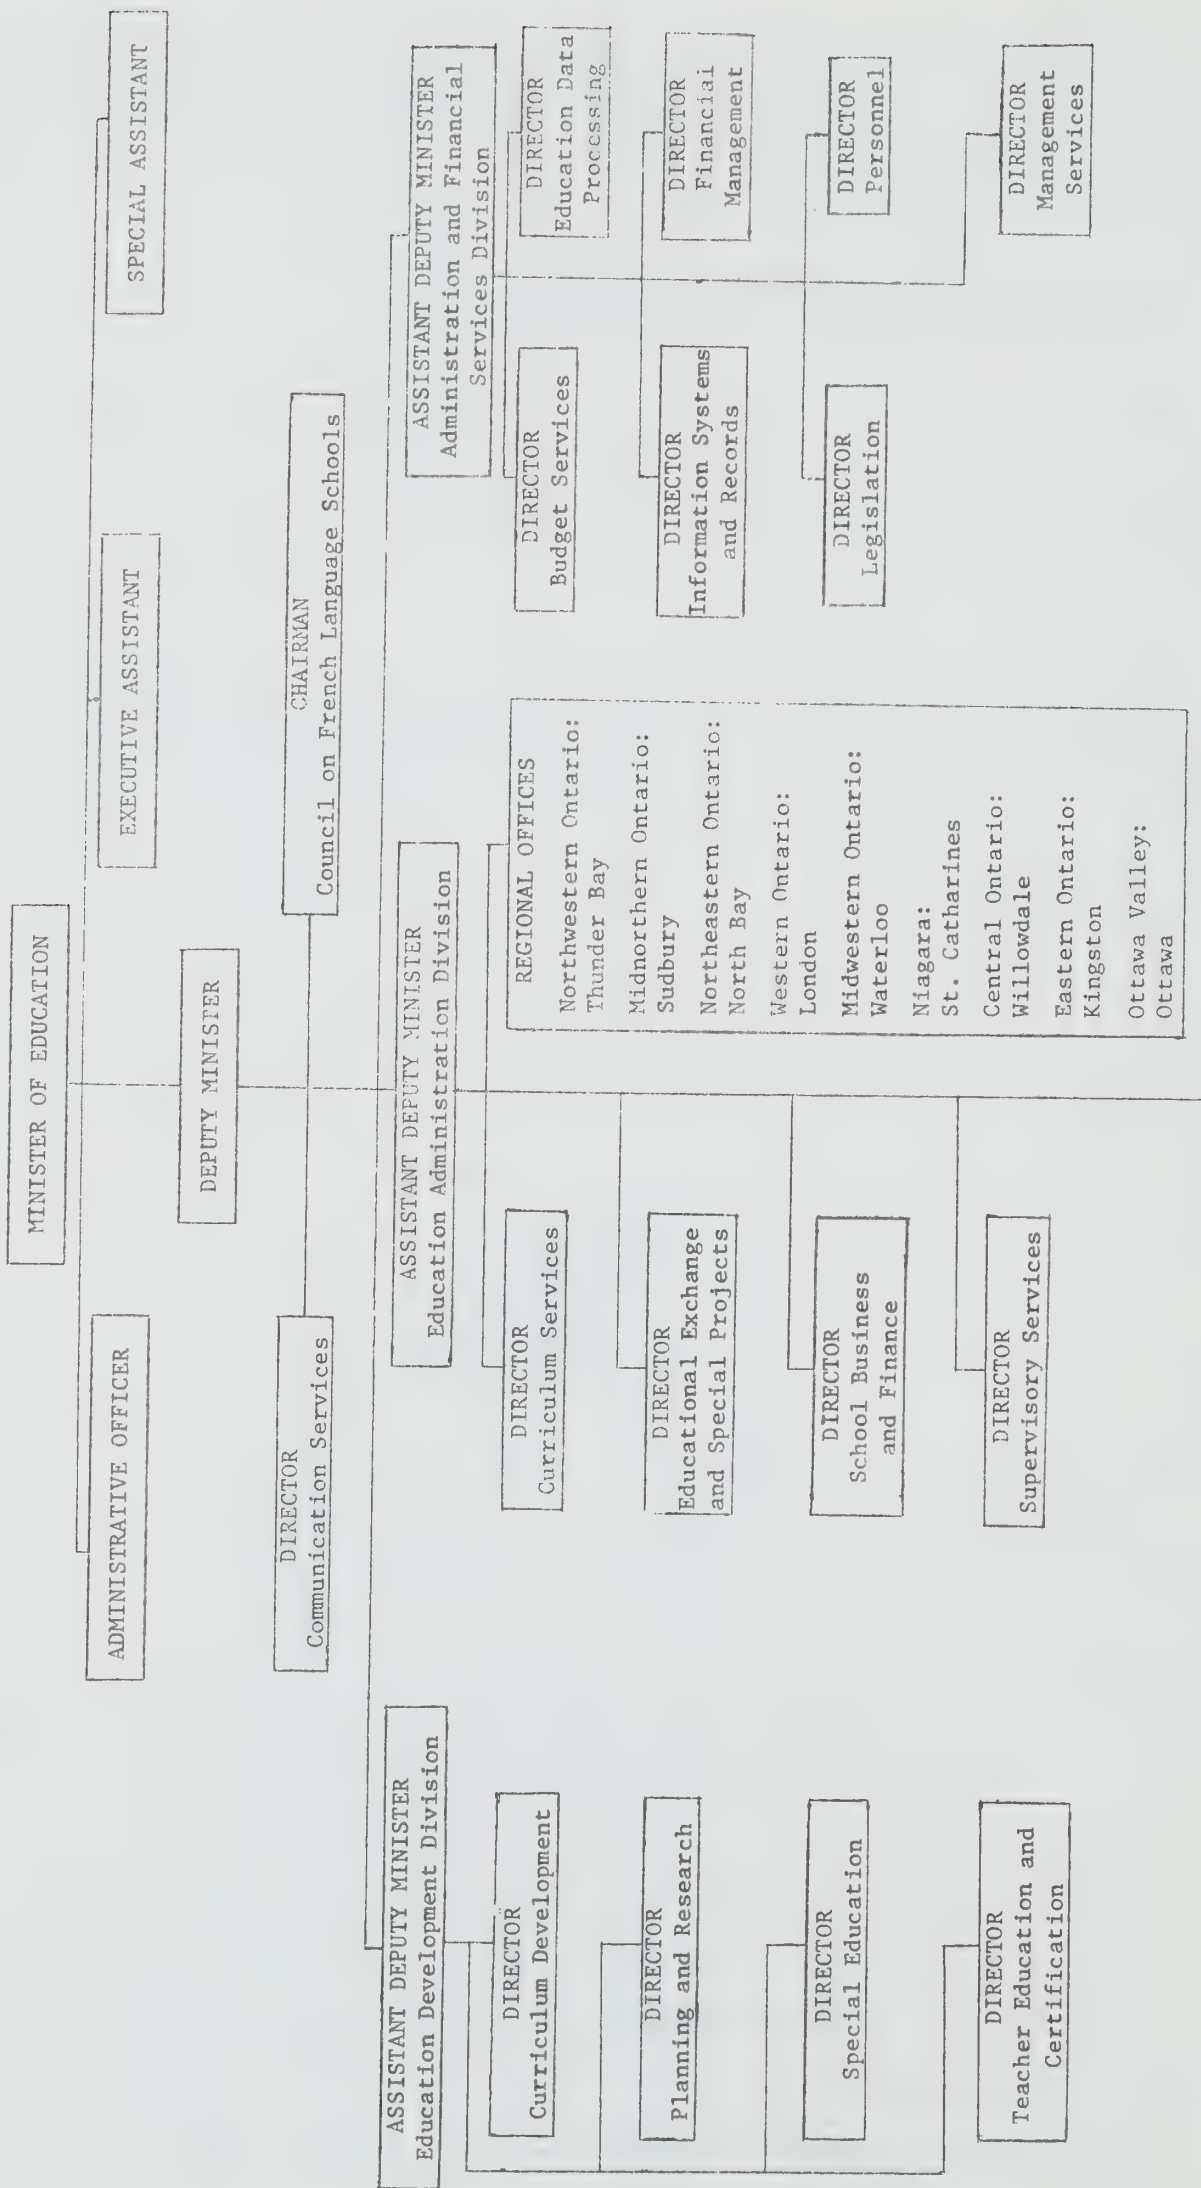 MINISTER OF EDUCATION
ADMINISTRATIVE OFFICER
EXECUTIVE ASSISTANT
SPECIAL ASSISTANT
DEPUTY MINISTER
DIRECTOR
Communication Services
CHAIRMAN
Council on French Language Schools
ASSISTANT DEPUTY MINISTER
Education Development Division
DIRECTOR
Curriculum Development
DIRECTOR
Planning and Research
DIRECTOR
Special Education
DIRECTOR
Teacher Education and
Certification
ASSISTANT DEPUTY MINISTER
Education Administration Division
DIRECTOR
Curriculum Services
DIRECTOR
Educational Exchange
and Special Projects
DIRECTOR
School Business
and Finance
DIRECTOR
Supervisory Services
REGIONAL OFFICES
Northwestern Ontario:
Thunder Bay
Midnorthern Ontario:
Sudbury
Northeastern Ontario:
North Bay
Western Ontario:
London
Midwestern Ontario:
Waterloo
Niagara:
St. Catharines
Central Ontario:
Willowdale
Eastern Ontario:
Kingston
Ottawa Valley:
Ottawa
ASSISTANT DEPUTY MINISTER
Administration and Financial
Services Division
DIRECTOR
Budget Services
DIRECTOR
Education Data
Processing
DIRECTOR
Information Systems
and Records
DIRECTOR
Financial
Management
DIRECTOR
Legislation
DIRECTOR
Personnel
DIRECTOR
Management
Services